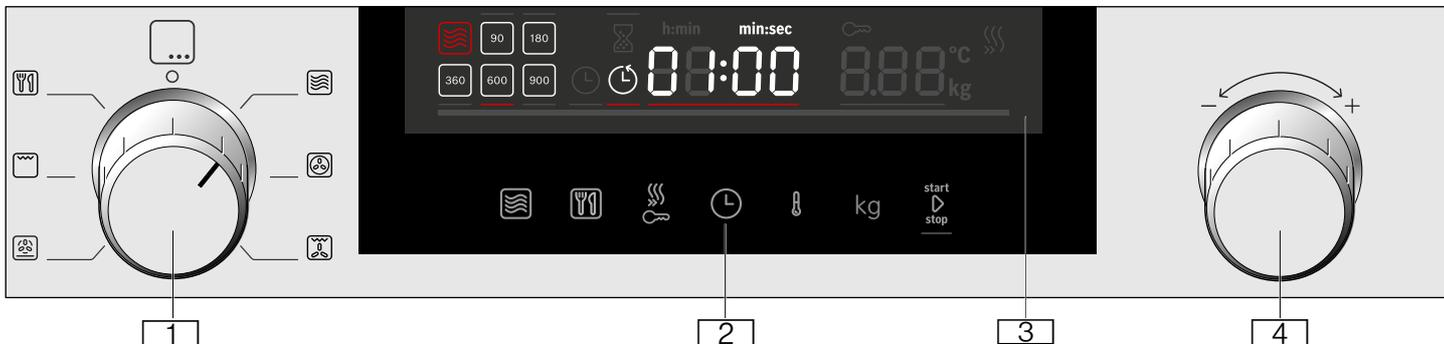 h:min min:sec
90 180
01:00
8.88 °C
360 600 900
kg
− +
start
kg
stop
1 2 3 4